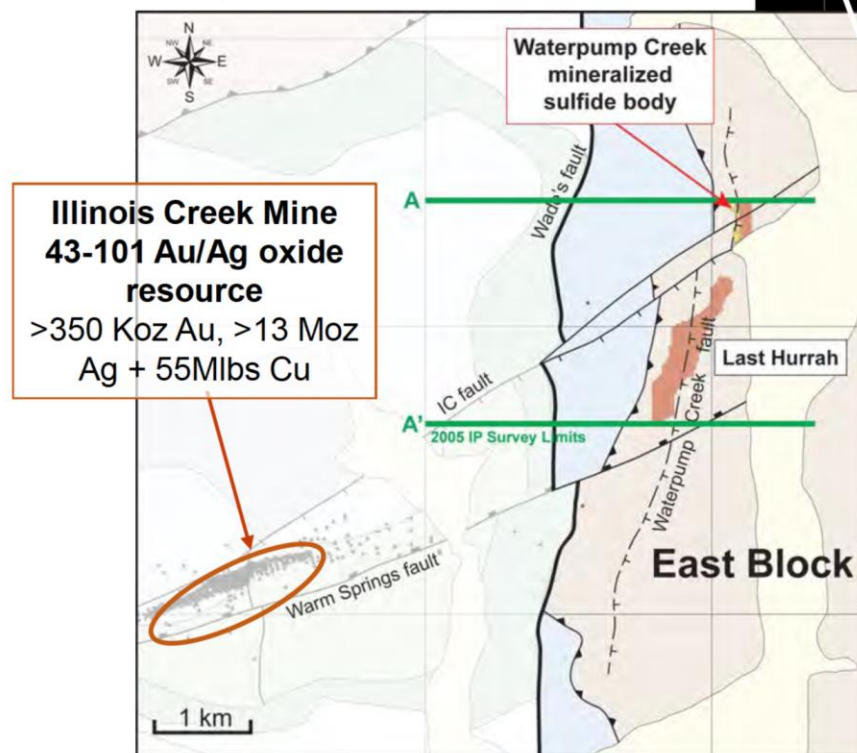 N
NW NE
W E
SW SE
S
Waterpump Creek
mineralized
sulfide body
A
Wade's fault
Illinois Creek Mine
43-101 Au/Ag oxide
resource
>350 Koz Au, >13 Moz
Ag + 55Mlbs Cu
Last Hurrah
IC fault
A'
2005 IP Survey Limits
Waterpump Creek fault
East Block
Warm Springs fault
1 km